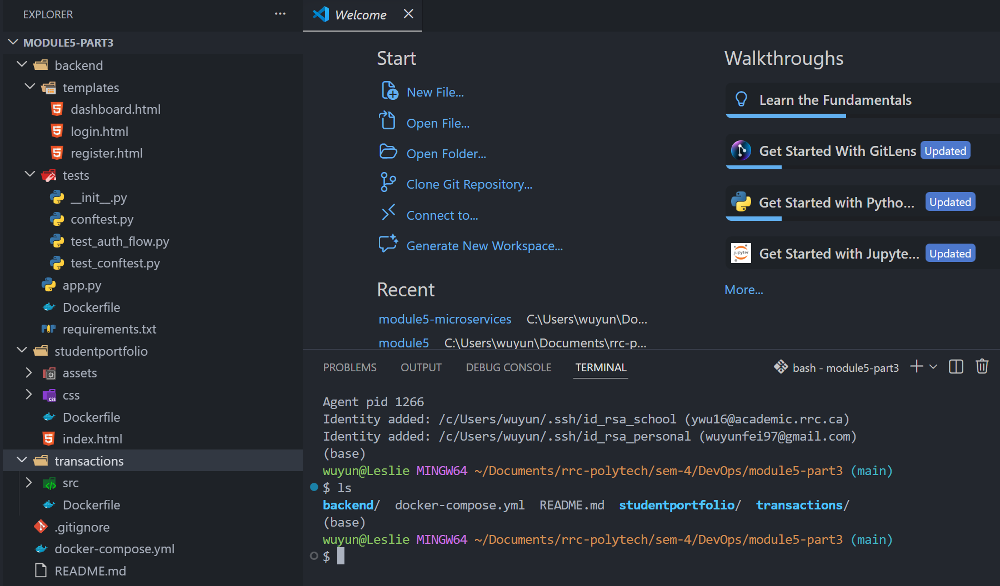 EXPLORER
MODULE5-PART3
backend
templates
dashboard.html
login.html
register.html
tests
__init__.py
conftest.py
test_auth_flow.py
test_conftest.py
app.py
Dockerfile
requirements.txt
studentportfolio
assets
css
Dockerfile
index.html
transactions
src
Dockerfile
.gitignore
docker-compose.yml
README.md
Welcome
Start
New File...
Open File...
Open Folder...
Clone Git Repository...
Connect to...
Generate New Workspace...
Recent
module5-microservices C:\Users\wuyun\Do...
module5 C:\Users\wuyun\Documents\rrc-p...
Walkthroughs
Learn the Fundamentals
Get Started With GitLens Updated
Get Started with Pytho... Updated
jupyter
Get Started with Jupyte... Updated
More...
PROBLEMS OUTPUT DEBUG CONSOLE TERMINAL bash - module5-part3
Agent pid 1266
Identity added: /c/Users/wuyun/.ssh/id_rsa_school (ywu16@academic.rrc.ca)
Identity added: /c/Users/wuyun/.ssh/id_rsa_personal (wuyunfei97@gmail.com)
(base)
wuyun@Leslie MINGW64 ~/Documents/rrc-polytech/sem-4/DevOps/module5-part3 (main)
$ ls
backend/ docker-compose.yml README.md studentportfolio/ transactions/
(base)
wuyun@Leslie MINGW64 ~/Documents/rrc-polytech/sem-4/DevOps/module5-part3 (main)
$